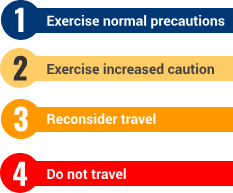 1 Exercise normal precautions
2 Exercise increased caution
3 Reconsider travel
4 Do not travel